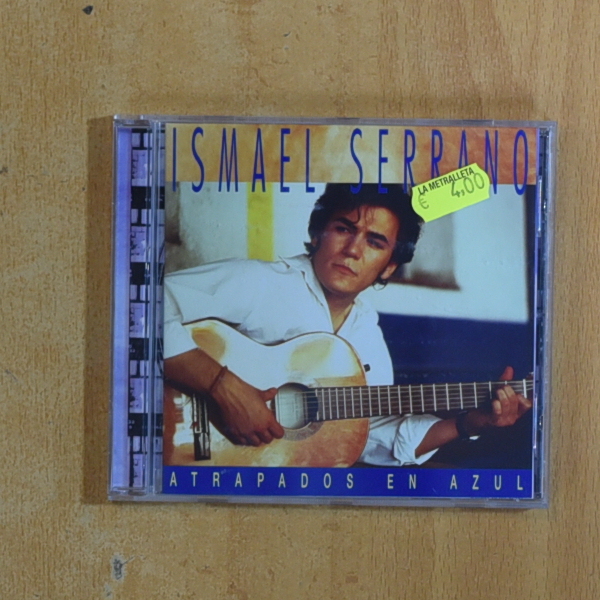 ISMAEL SERRANO
LA METRALLETA
€ 4,00
ATRAPADOS EN AZUL